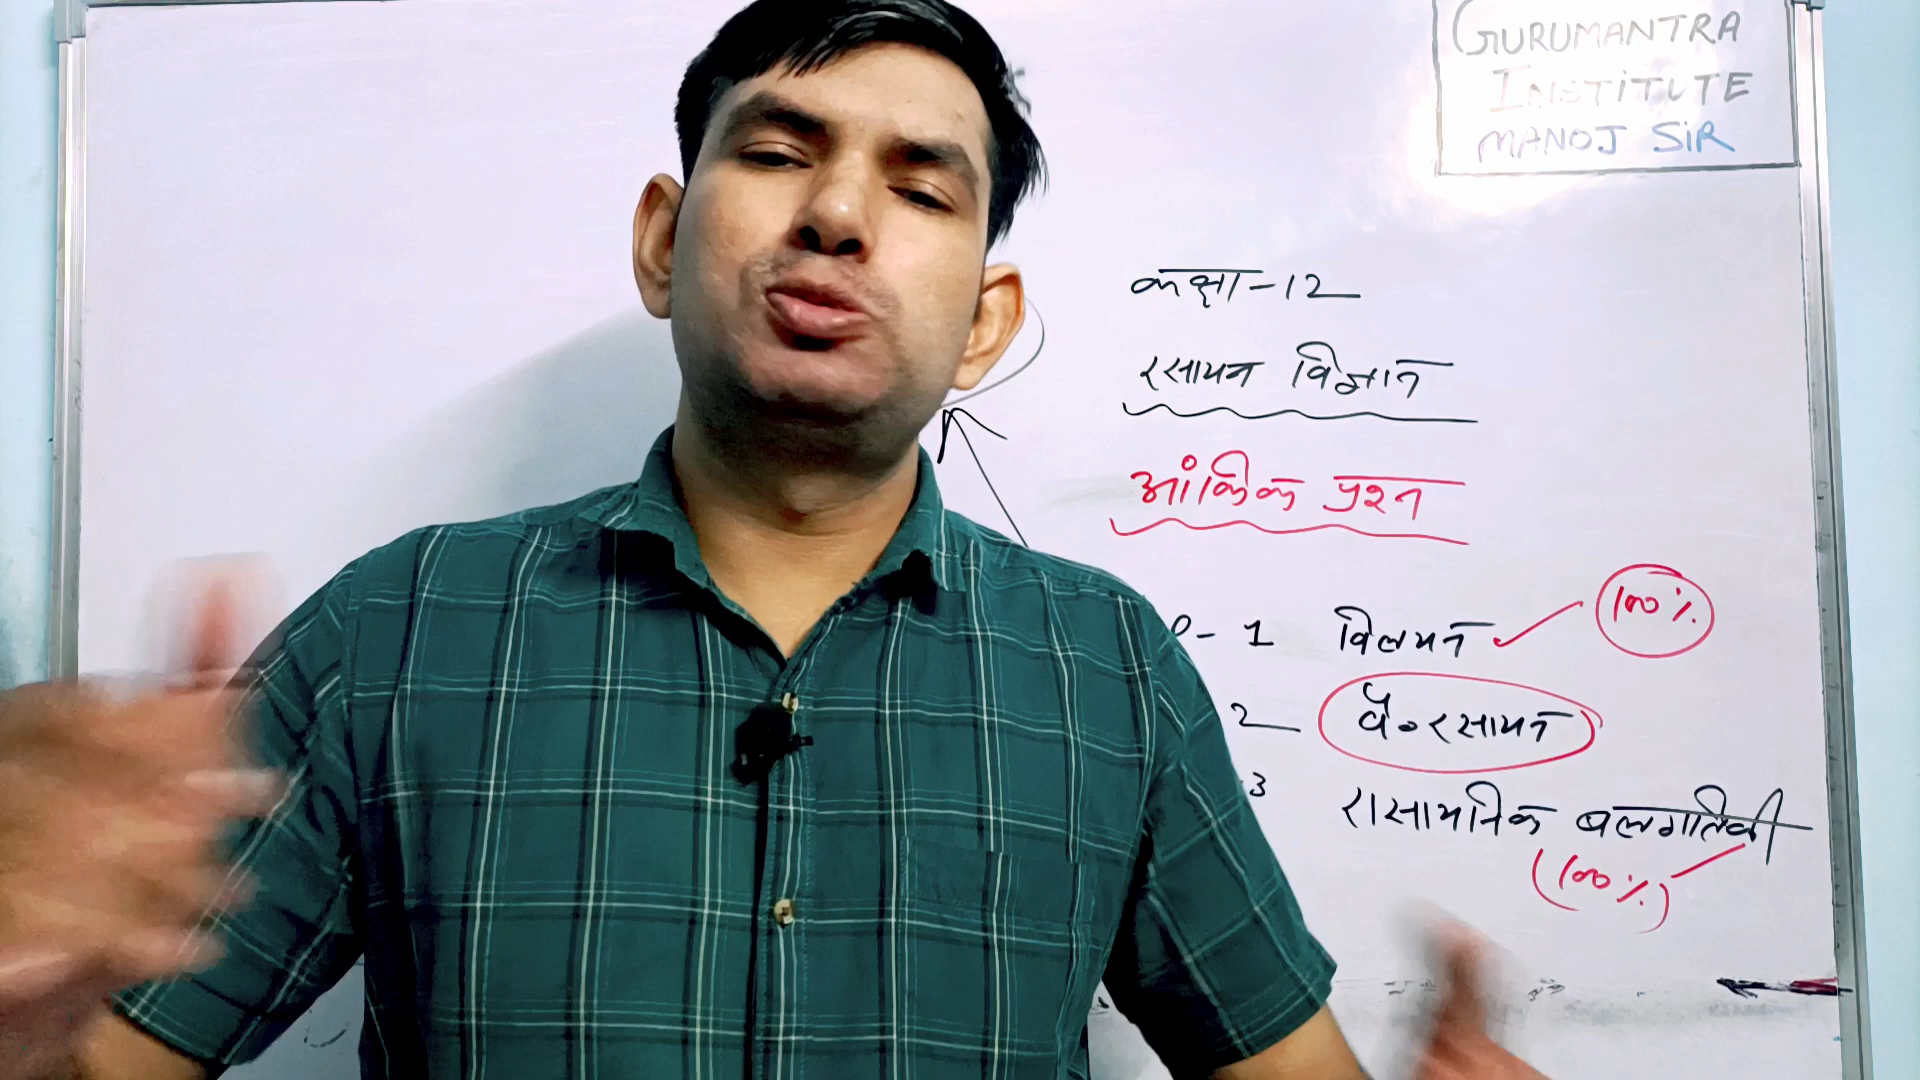 GURUMANTRA
INSTITUTE
MANOJ SIR
कक्षा-12
रसायन विज्ञान
आंकिक प्रश्न
- 1 विलयन 100%
2 वै॰रसायन
3 रासायनिक बलगतिकी
(100%)